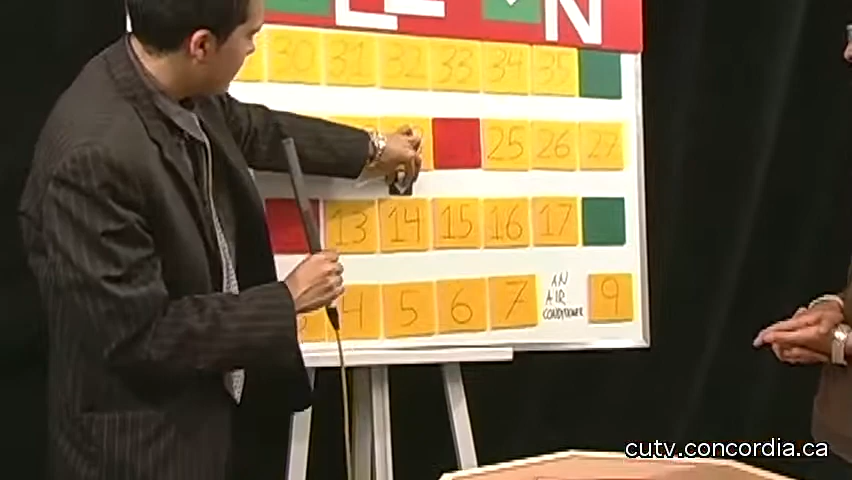 LEN
30 31 32 33 34 35
25 26 27
13 14 15 16 17
4 5 6 7 AN AIR CONDITIONER 9
cutv.concordia.ca